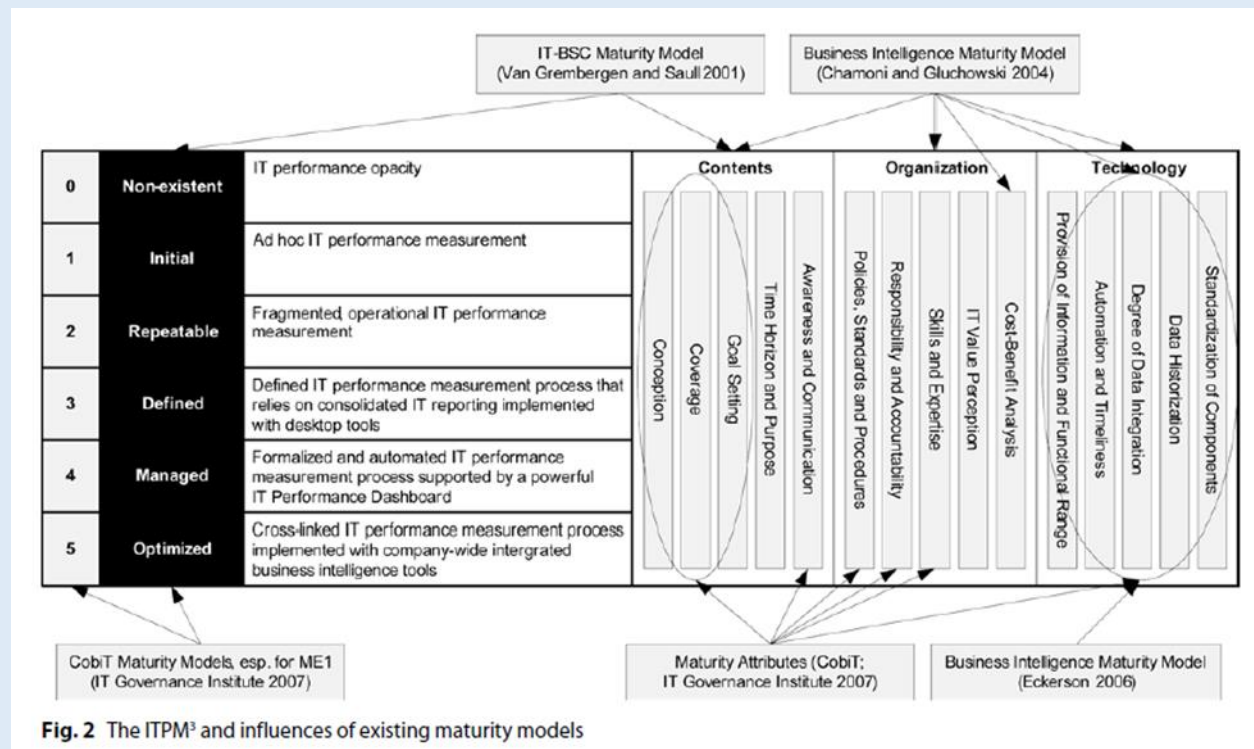 IT-BSC Maturity Model
(Van Grembergen and Saull 2001)
Business Intelligence Maturity Model
(Chamoni and Gluchowski 2004)
0
Non-existent
IT performance opacity
1
Initial
Ad hoc IT performance measurement
2
Repeatable
Fragmented, operational IT performance
measurement
3
Defined
Defined IT performance measurement process that
relies on consolidated IT reporting implemented
with desktop tools
4
Managed
Formalized and automated IT performance
measurement process supported by a powerful
IT Performance Dashboard
5
Optimized
Cross-linked IT performance measurement process
implemented with company-wide intergrated
business intelligence tools
Contents
Conception
Coverage
Goal Setting
Time Horizon and Purpose
Awareness and Communication
Organization
Policies, Standards and Procedures
Responsibility and Accountability
Skills and Expertise
IT Value Perception
Cost-Benefit Analysis
Technology
Provision of Information and Functional Range
Automation and Timeliness
Degree of Data Integration
Data Historization
Standardization of Components
CobiT Maturity Models, esp. for ME1
(IT Governance Institute 2007)
Maturity Attributes (CobiT;
IT Governance Institute 2007)
Business Intelligence Maturity Model
(Eckerson 2006)
Fig. 2 The ITPM³ and influences of existing maturity models